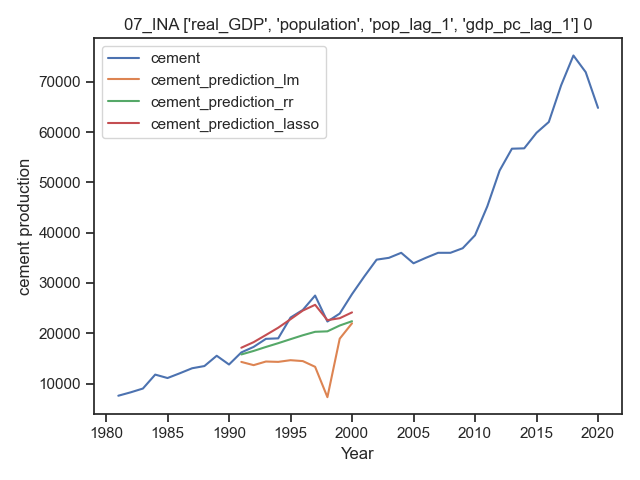 07_INA ['real_GDP', 'population', 'pop_lag_1', 'gdp_pc_lag_1'] 0
cement
cement_prediction_lm
cement_prediction_rr
cement_prediction_lasso
cement production
70000
60000
50000
40000
30000
20000
10000
1980 1985 1990 1995 2000 2005 2010 2015 2020
Year